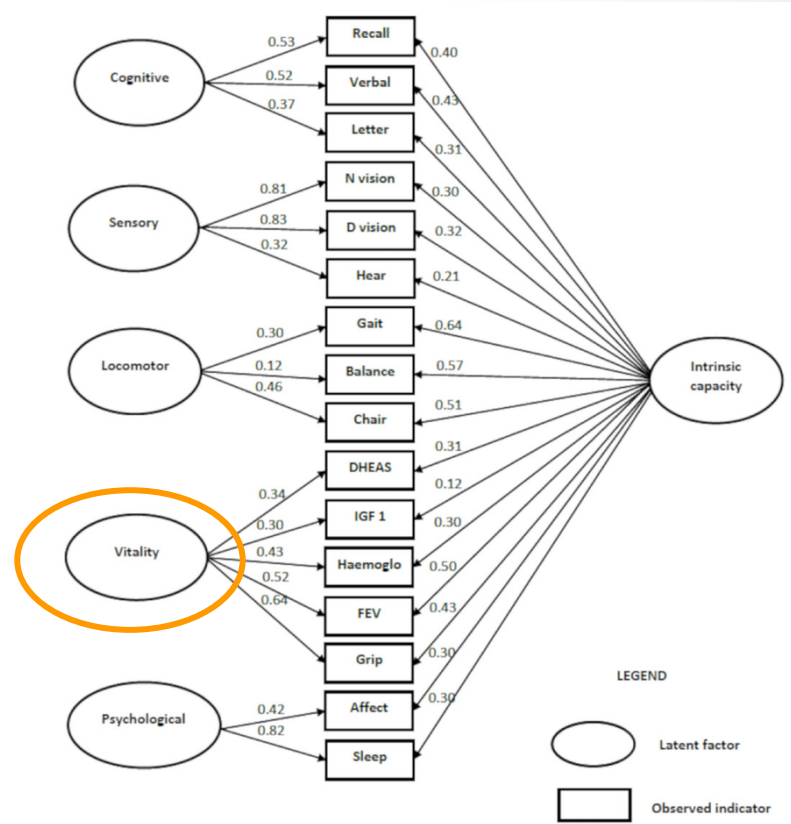 Recall
0.53
0.40
Cognitive
0.52
Verbal
0.43
0.37
Letter
0.31
N vision
0.81
0.30
Sensory
0.83
D vision
0.32
0.32
Hear
0.21
Gait
0.30
0.64
Locomotor
0.12
Balance
0.57
Intrinsic
capacity
0.46
Chair
0.51
0.31
DHEAS
0.34
0.12
IGF 1
0.30
0.30
Vitality
0.43
Haemoglo
0.50
0.52
FEV
0.43
0.64
Grip
0.30
LEGEND
0.30
Affect
0.42
Psychological
0.82
Sleep
Latent factor
Observed indicator